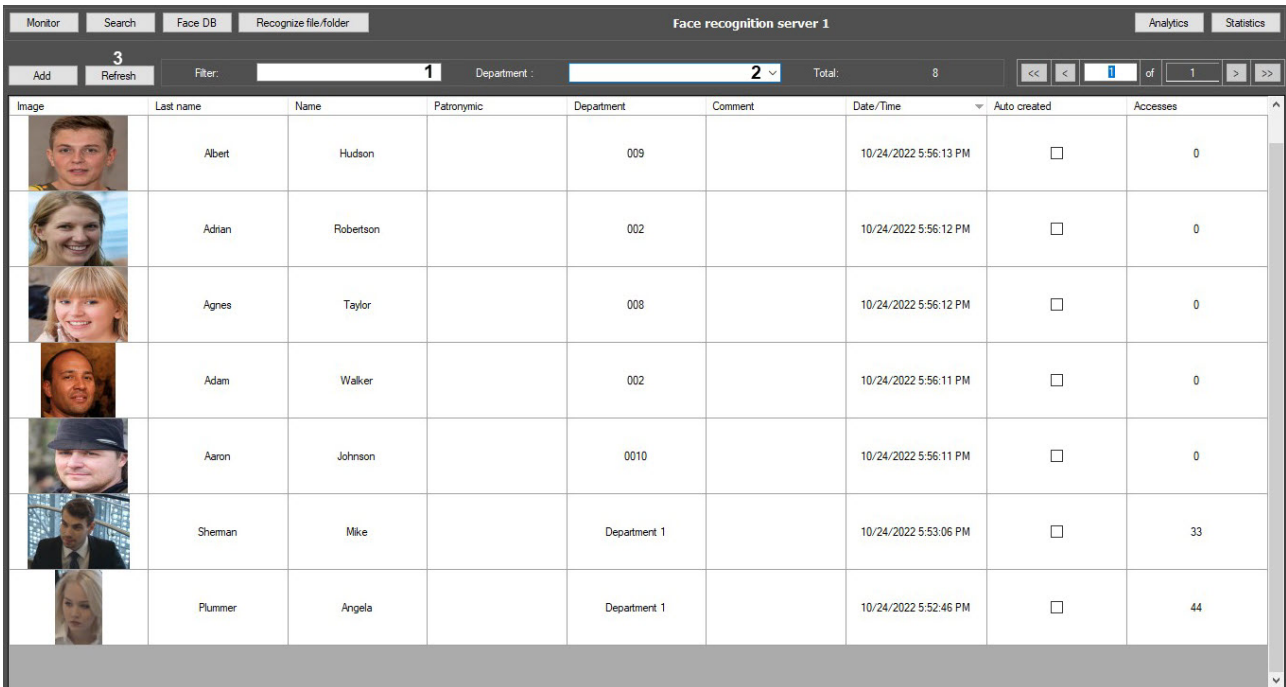 Monitor Search Face DB Recognize file/folder Face recognition server 1 Analytics Statistics
3
Add Refresh Filter: 1 Department : 2 Total: 8 << < 1 of 1 > >>
Image Last name Name Patronymic Department Comment Date/Time Auto created Accesses
Albert Hudson 009 10/24/2022 5:56:13 PM 0
Adrian Robertson 002 10/24/2022 5:56:12 PM 0
Agnes Taylor 008 10/24/2022 5:56:12 PM 0
Adam Walker 002 10/24/2022 5:56:11 PM 0
Aaron Johnson 0010 10/24/2022 5:56:11 PM 0
Sherman Mike Department 1 10/24/2022 5:53:06 PM 33
Plummer Angela Department 1 10/24/2022 5:52:46 PM 44